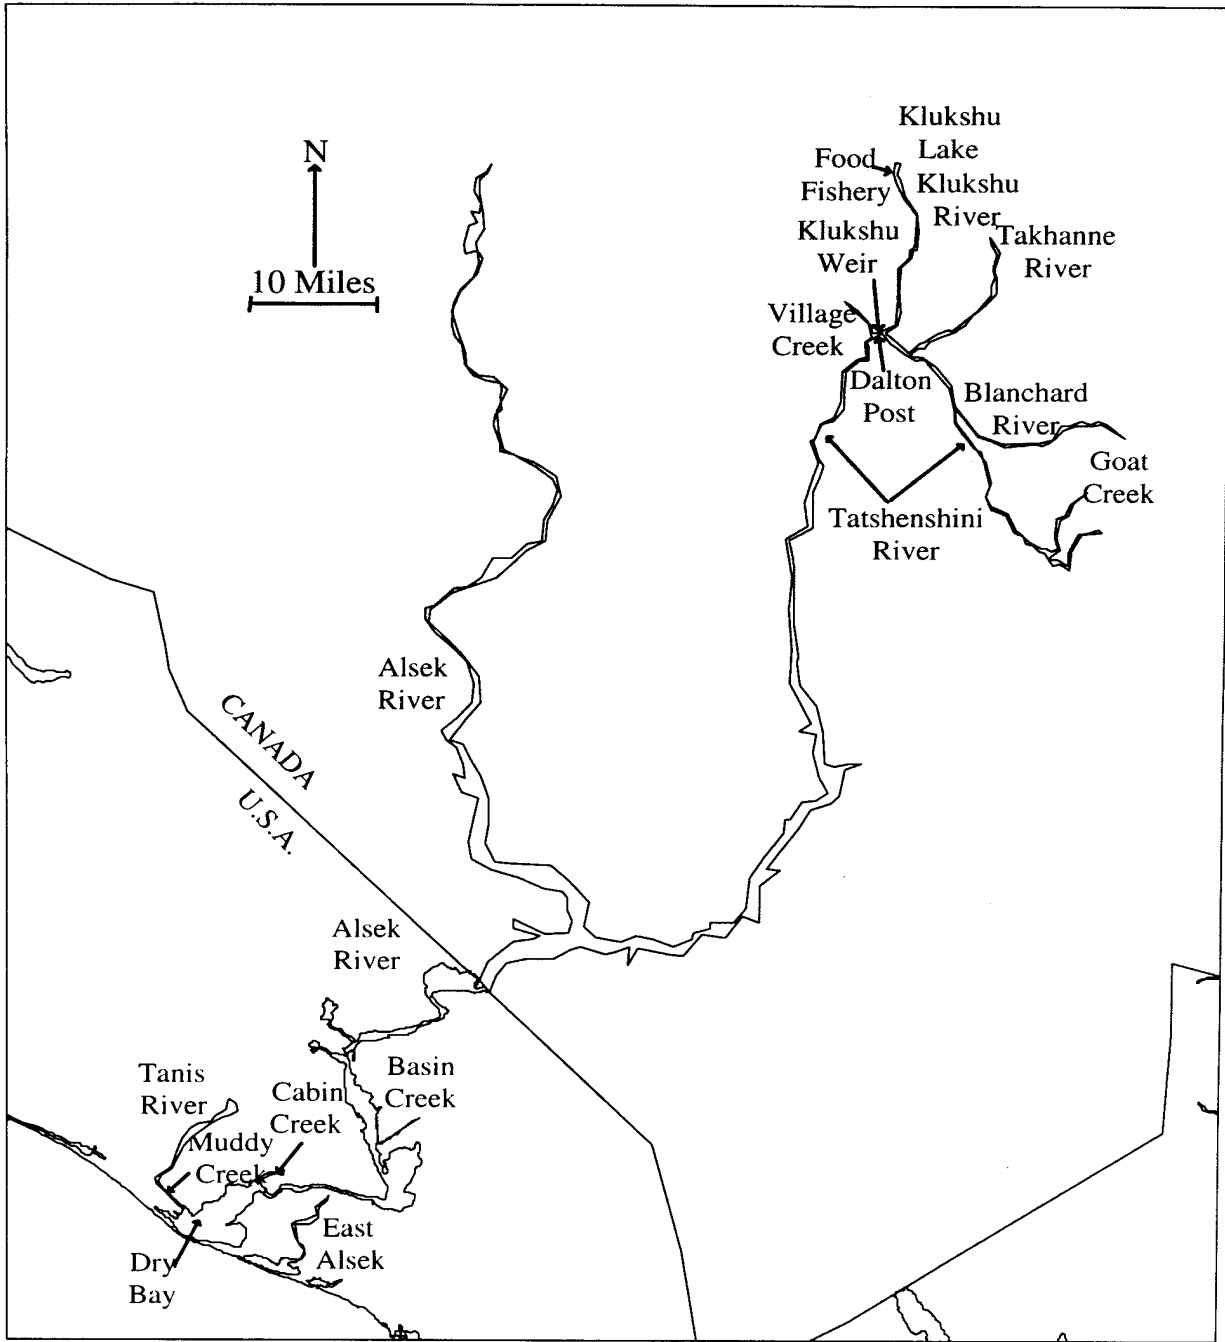 Klukshu
Lake
N
Food
Fishery
Klukshu
River
Klukshu
Weir
Takhanne
River
10 Miles
Village
Creek
Dalton
Post
Blanchard
River
Goat
Creek
Tatshenshini
River
Alsek
River
CANADA
U.S.A.
Alsek
River
Basin
Creek
Tanis
River
Cabin
Creek
Muddy
Creek
East
Alsek
Dry
Bay